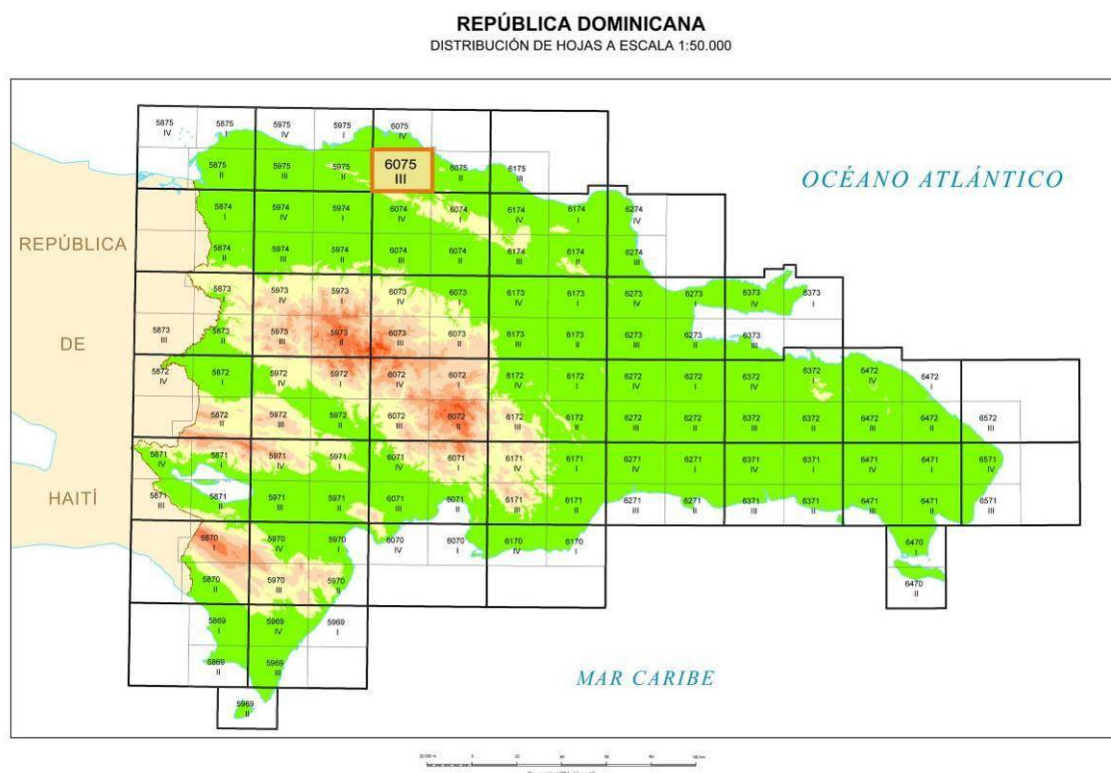 REPÚBLICA DOMINICANA
DISTRIBUCIÓN DE HOJAS A ESCALA 1:50.000
5875 IV
5875 I
5975 IV
5975 I
6075 IV
5875 II
5975 III
5975 II
6075 III
6075 II
6175 III
OCÉANO ATLÁNTICO
5874 I
5974 IV
5974 I
6074 IV
6074 I
6174 IV
6174 I
6274 IV
REPÚBLICA
5874 II
5974 III
5974 II
6074 III
6074 II
6174 III
6174 II
6274 III
5873 I
5973 IV
5973 I
6073 IV
6073 I
6173 IV
6173 I
6273 IV
6273 I
6373 IV
6373 I
5873 III
5873 II
5973 III
5973 II
6073 III
6073 II
6173 III
6173 II
6273 III
6273 II
6373 III
DE
5872 IV
5872 I
5972 IV
5972 I
6072 IV
6072 I
6172 IV
6172 I
6272 IV
6272 I
6372 IV
6372 I
6472 IV
6472 I
5872 II
5972 III
5972 II
6072 III
6072 II
6172 III
6172 II
6272 III
6272 II
6372 III
6372 II
6472 III
6472 II
6572 III
5871 IV
5871 I
5971 IV
5971 I
6071 IV
6071 I
6171 IV
6171 I
6271 IV
6271 I
6371 IV
6371 I
6471 IV
6471 I
6571 IV
HAITÍ
5871 III
5871 II
5971 III
5971 II
6071 III
6071 II
6171 III
6171 II
6271 III
6271 II
6371 III
6371 II
6471 III
6471 II
6571 III
5870 I
5970 IV
5970 I
6070 IV
6070 I
6170 IV
6170 I
6470 I
5870 II
5970 III
5970 II
6470 II
5869 I
5969 IV
5969 I
5869 II
5969 III
MAR CARIBE
5969 II